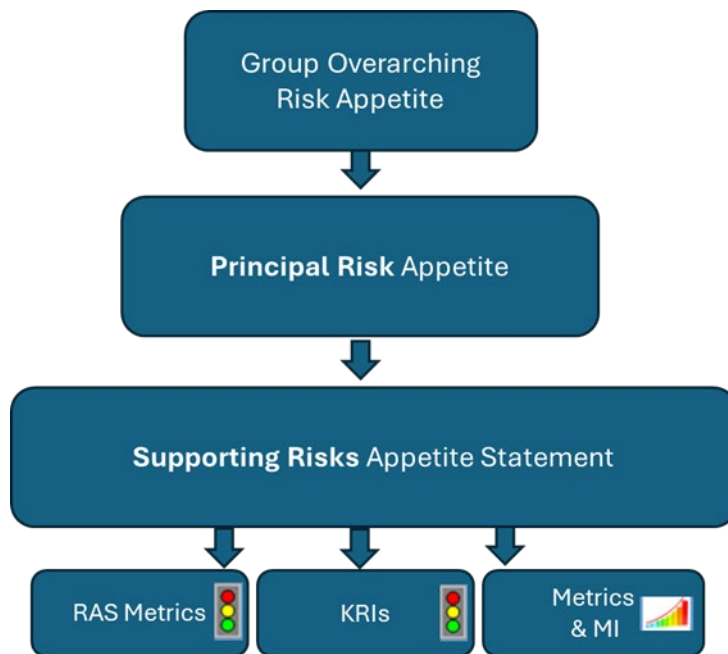 Group Overarching
Risk Appetite
Principal Risk Appetite
Supporting Risks Appetite Statement
RAS Metrics
KRIs
Metrics
& MI